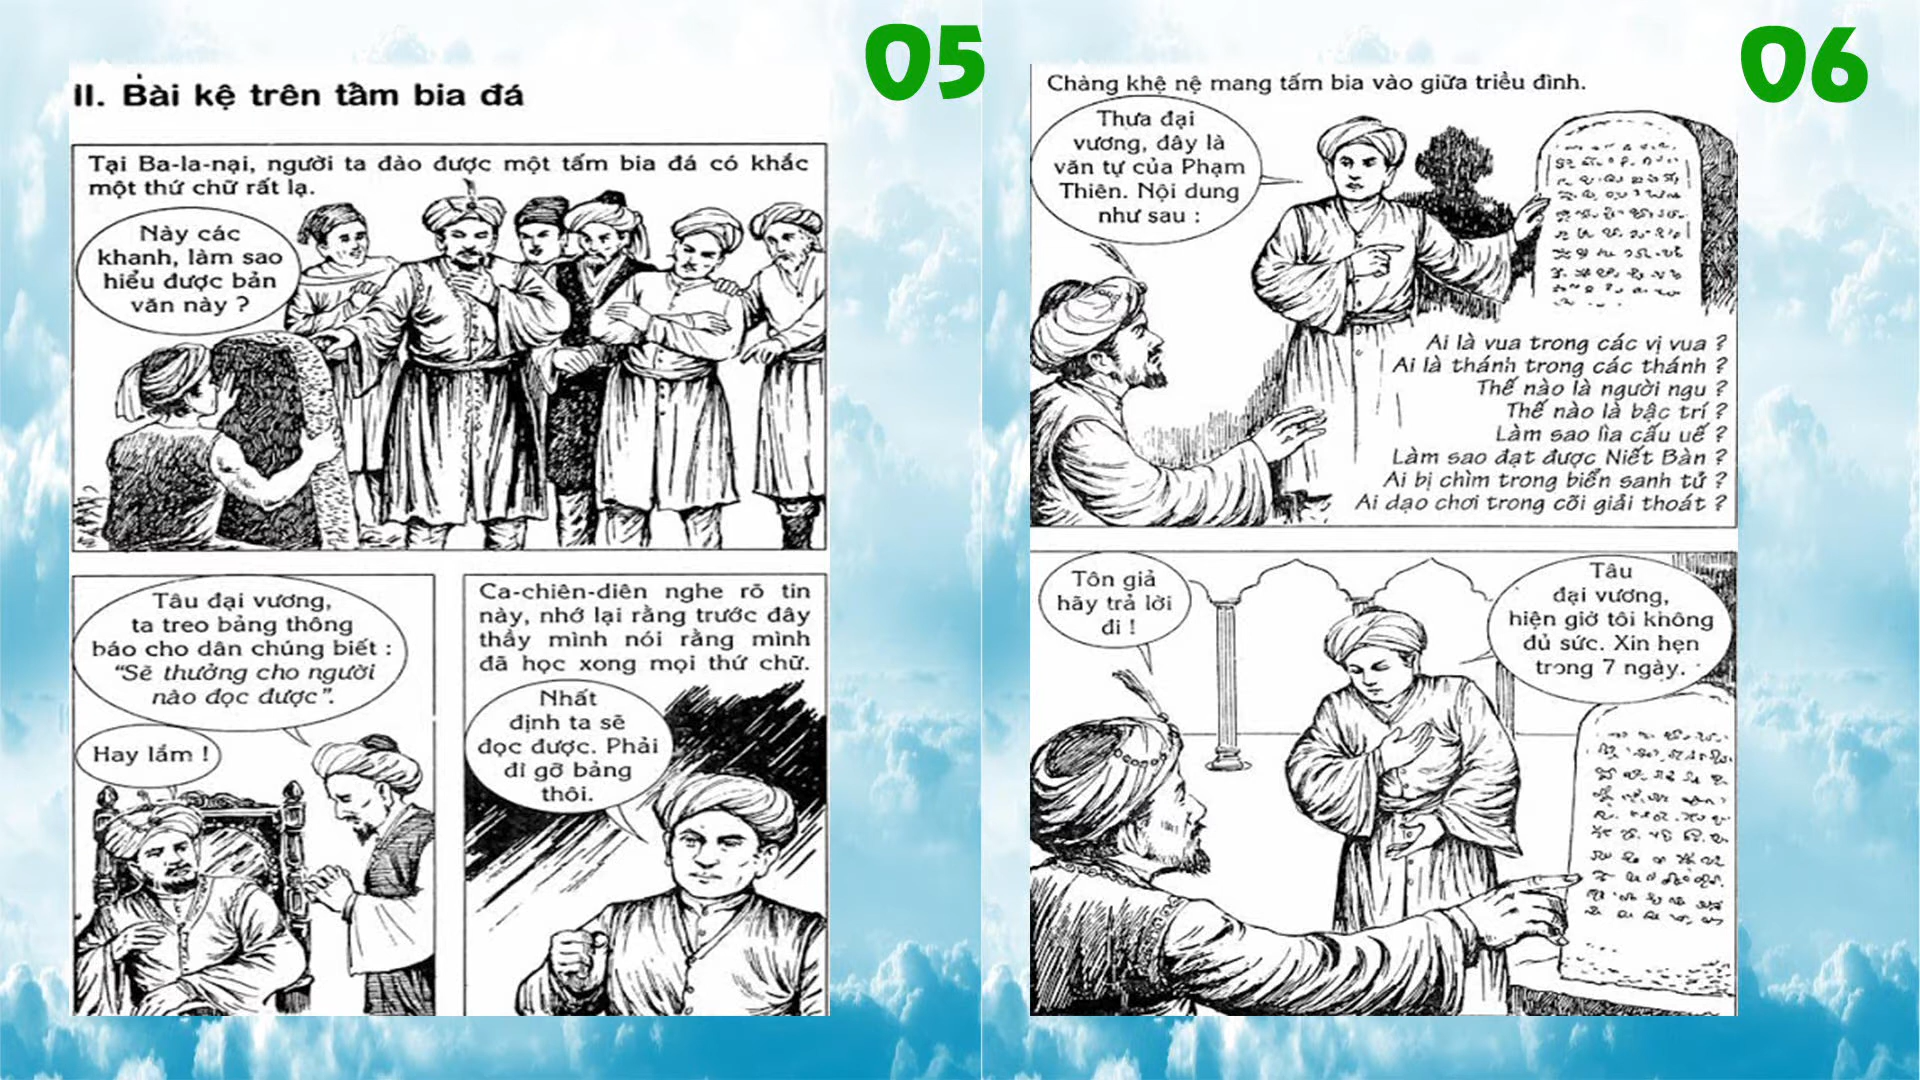 05
II. Bài kệ trên tầm bia đá
Tại Ba-la-nại, người ta đào được một tấm bia đá có khắc
một thứ chữ rất lạ.
Này các
khanh, làm sao
hiểu được bản
văn này ?
Tâu đại vương,
ta treo bảng thông
báo cho dân chúng biết :
“Sẽ thưởng cho người
nào đọc được”.
Hay lắm !
Ca-chiên-diên nghe rõ tin
này, nhớ lại rằng trước đây
thầy mình nói rằng mình
đã học xong mọi thứ chữ.
Nhất
định ta sẽ
đọc được. Phải
đi gỡ bảng
thôi.
06
Chàng khệ nệ mang tấm bia vào giữa triều đình.
Thưa đại
vương, đây là
văn tự của Phạm
Thiên. Nội dung
như sau :
Ai là vua trong các vị vua ?
Ai là thánh trong các thánh ?
Thế nào là người ngu ?
Thế nào là bậc trí ?
Làm sao lìa cấu uế ?
Làm sao đạt được Niết Bàn ?
Ai bị chìm trong biển sanh tử ?
Ai dạo chơi trong cõi giải thoát ?
Tôn giả
hãy trả lời
đi !
Tâu
đại vương,
hiện giờ tôi không
đủ sức. Xin hẹn
trong 7 ngày.